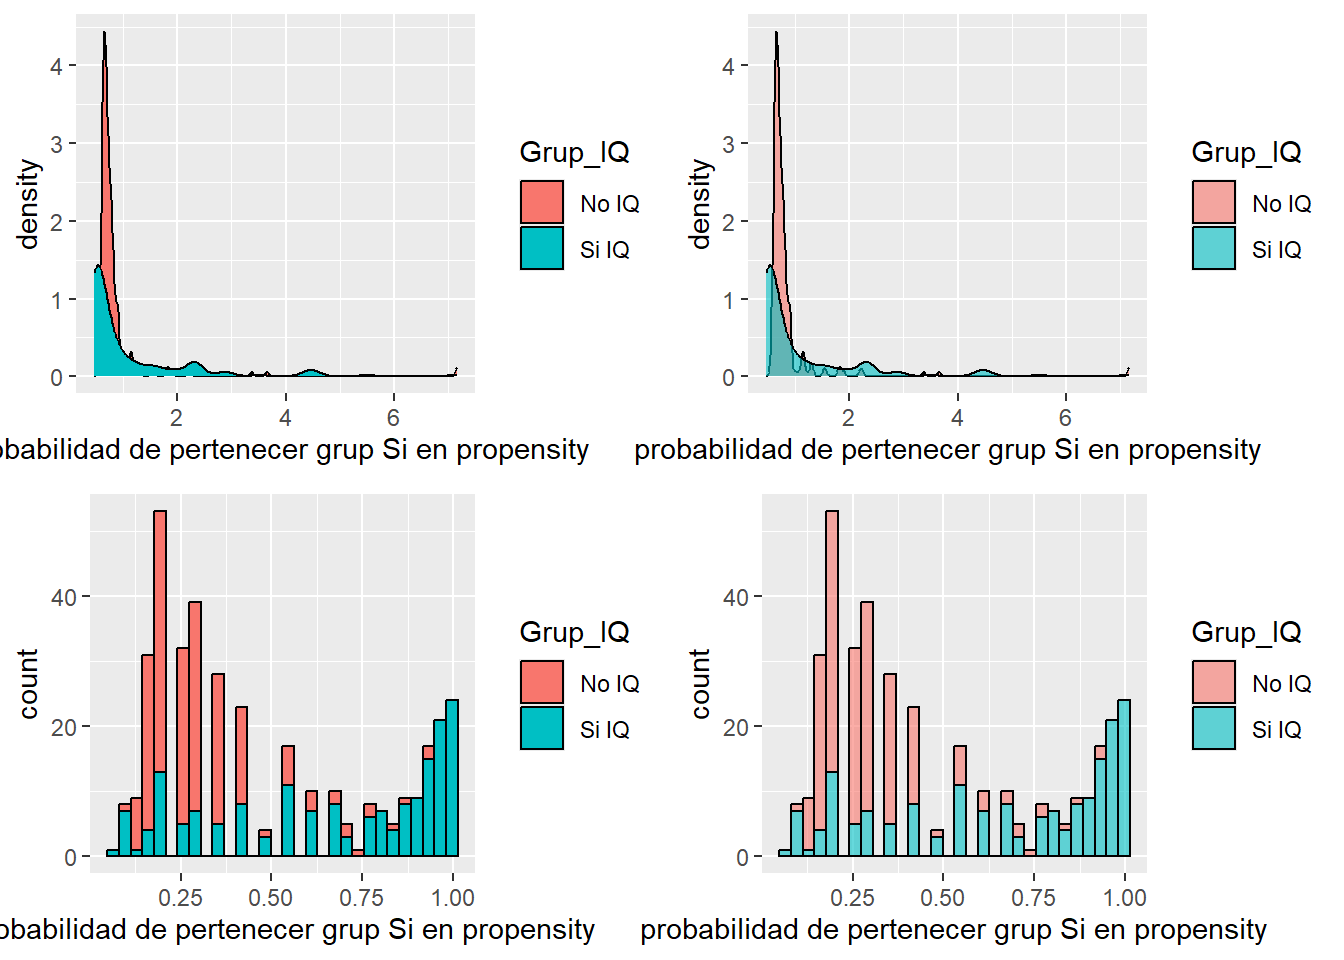 4
3
2
1
0
density
2 4 6
obabilidad de pertenecer grup Si en propensity
Grup_IQ
No IQ
Si IQ
4
3
2
1
0
density
2 4 6
probabilidad de pertenecer grup Si en propensity
Grup_IQ
No IQ
Si IQ
40
20
0
count
0.25 0.50 0.75 1.00
obabilidad de pertenecer grup Si en propensity
Grup_IQ
No IQ
Si IQ
40
20
0
count
0.25 0.50 0.75 1.00
probabilidad de pertenecer grup Si en propensity
Grup_IQ
No IQ
Si IQ